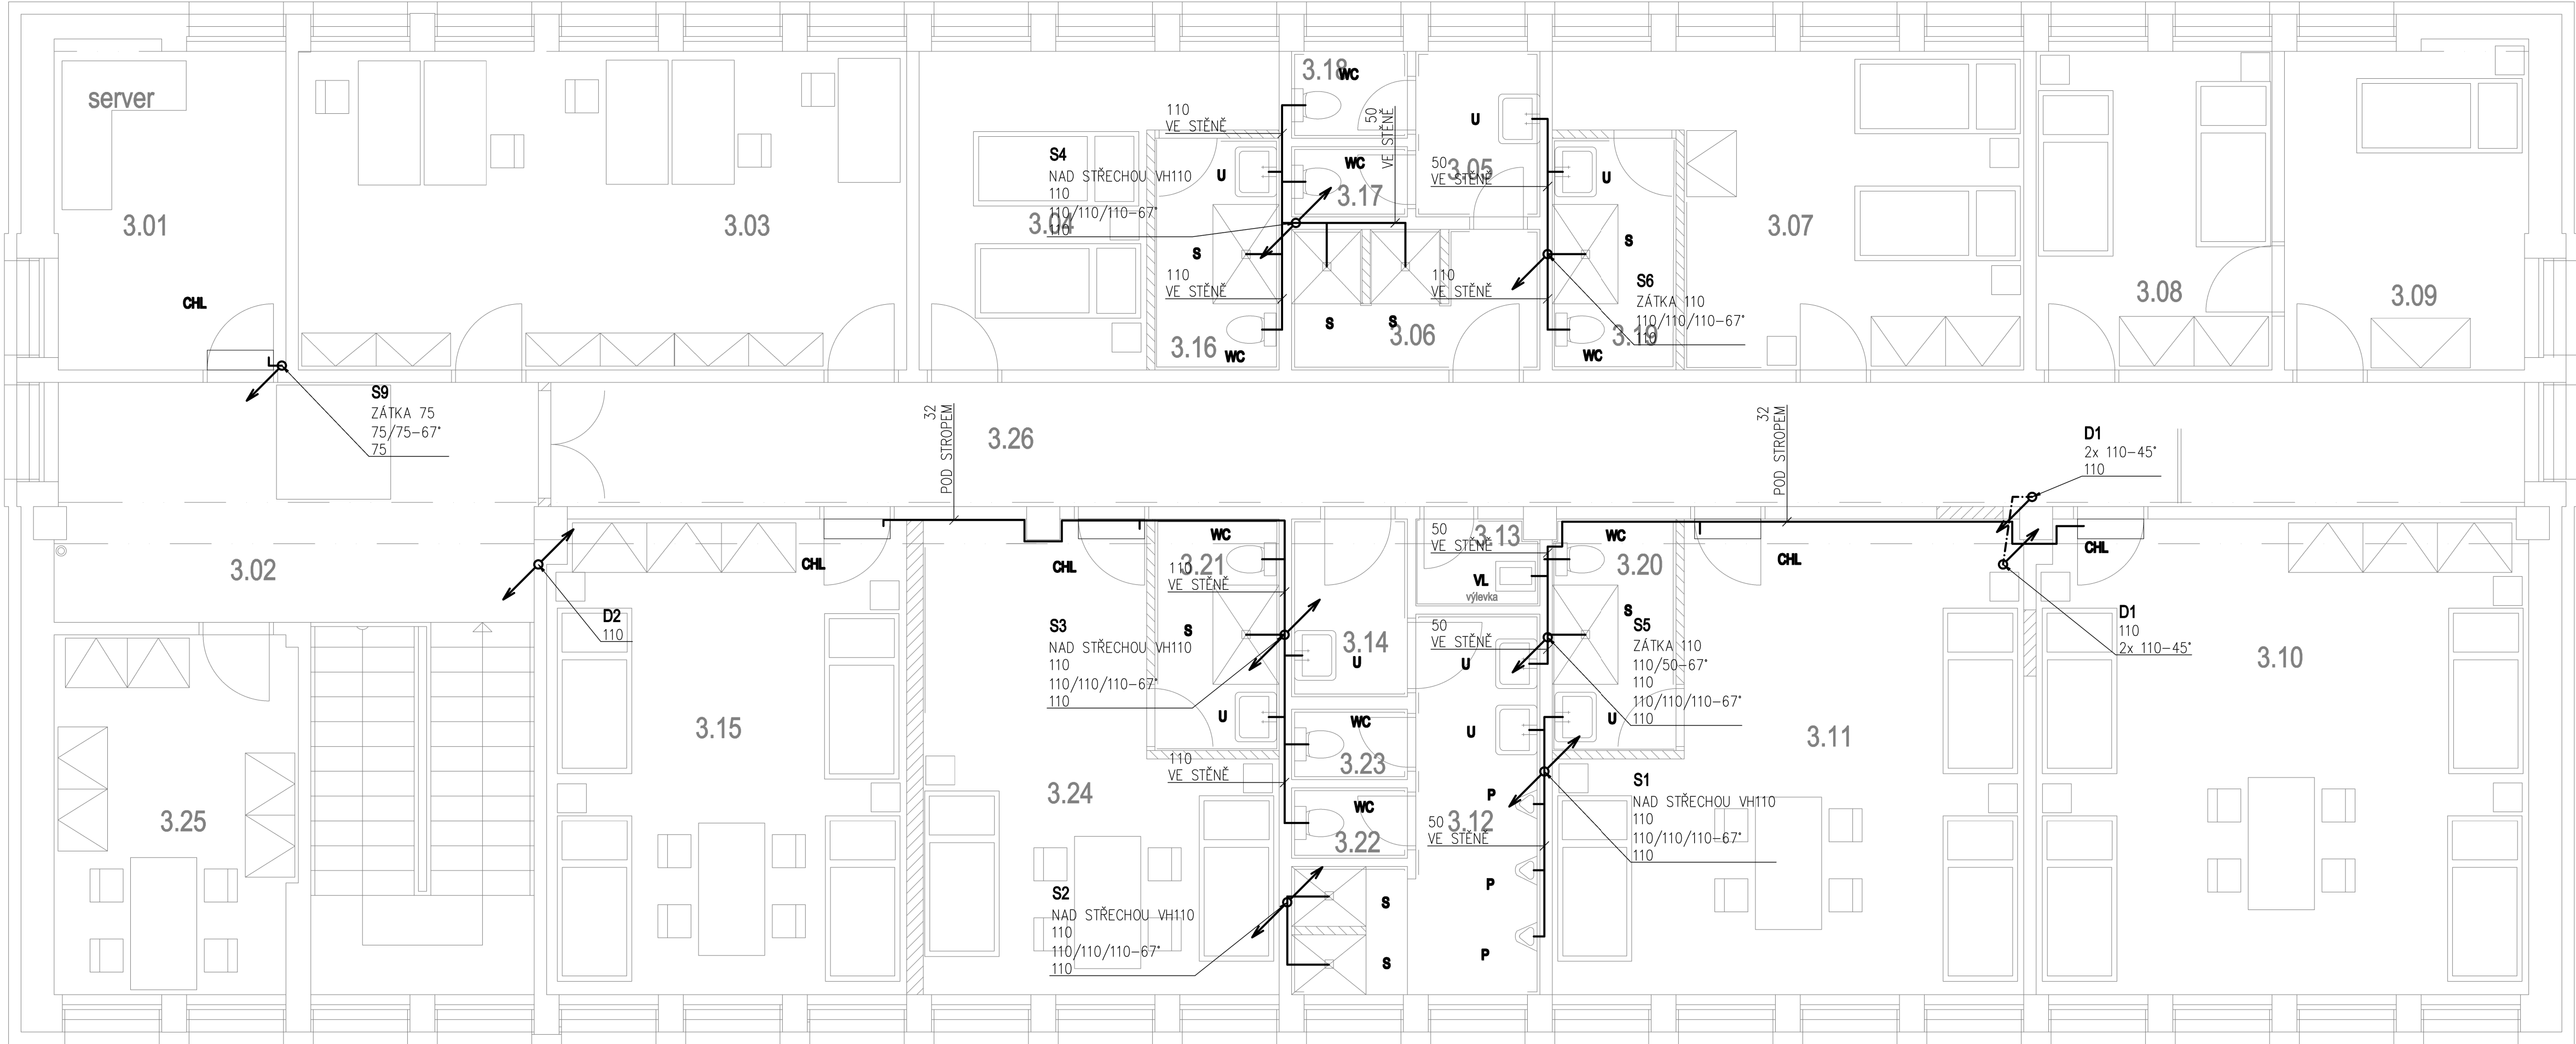 server
3.01
CHL
3.03
S4
NAD STŘECHOU VH110
110
110/110/110-67°
110
3.04
110
VE STĚNĚ
U
S
110
VE STĚNĚ
3.16
WC
3.18
WC
WC
3.17
50
VE STĚNĚ
U
3.05
50
VE STĚNĚ
110
VE STĚNĚ
S
S
3.06
U
S
S6
ZÁTKA 110
110/110/110-67°
110
3.19
WC
3.07
3.08
3.09
S9
ZÁTKA 75
75/75-67°
75
32
POD STROPEM
3.26
32
POD STROPEM
D1
2x 110-45°
110
3.02
D2
110
CHL
CHL
WC
3.21
110
VE STĚNĚ
S
S3
NAD STŘECHOU VH110
110
110/110/110-67°
110
U
110
VE STĚNĚ
3.14
U
WC
3.23
WC
3.22
50
VE STĚNĚ
3.13
VL
výlevka
50
VE STĚNĚ
U
U
P
50
VE STĚNĚ
3.12
P
P
WC
3.20
S
S5
ZÁTKA 110
110/50-67°
110
110/110/110-67°
110
U
CHL
CHL
D1
110
2x 110-45°
3.10
3.11
S1
NAD STŘECHOU VH110
110
110/110/110-67°
110
3.15
3.24
3.25
S2
NAD STŘECHOU VH110
110
110/110/110-67°
110
S
S